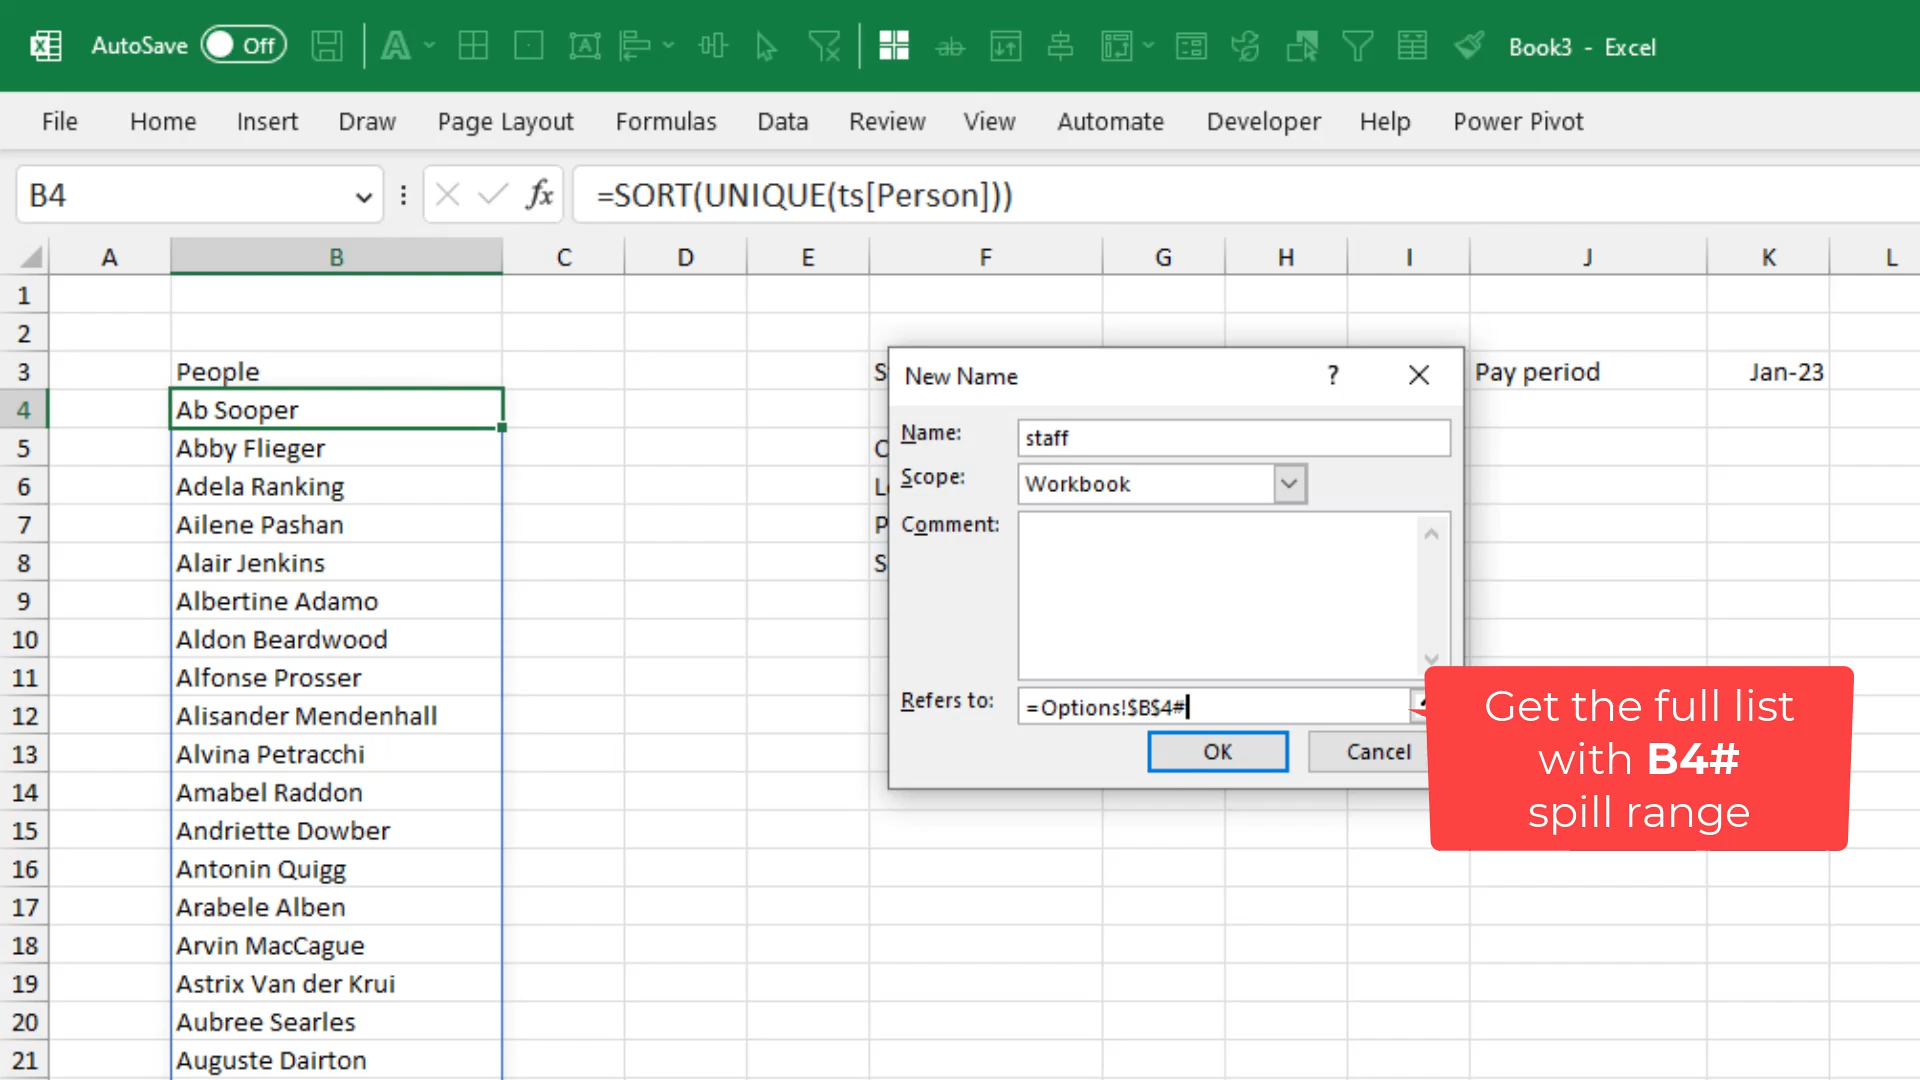 AutoSave Off Book3 - Excel
File Home Insert Draw Page Layout Formulas Data Review View Automate Developer Help Power Pivot
B4 fx =SORT(UNIQUE(ts[Person]))
A B C D E F G H I J K L
1
2
3 People S Pay period Jan-23
4 Ab Sooper
5 Abby Flieger
6 Adela Ranking
7 Ailene Pashan
8 Alair Jenkins S
9 Albertine Adamo
10 Aldon Beardwood
11 Alfonse Prosser
12 Alisander Mendenhall
13 Alvina Petracchi
14 Amabel Raddon
15 Andriette Dowber
16 Antonin Quigg
17 Arabele Alben
18 Arvin MacCague
19 Astrix Van der Krui
20 Aubree Searles
21 Auguste Dairton
New Name ?
Name: staff
Scope: Workbook
Comment:
Refers to: =Options!$B$4#
OK Cancel
Get the full list
with B4#
spill range